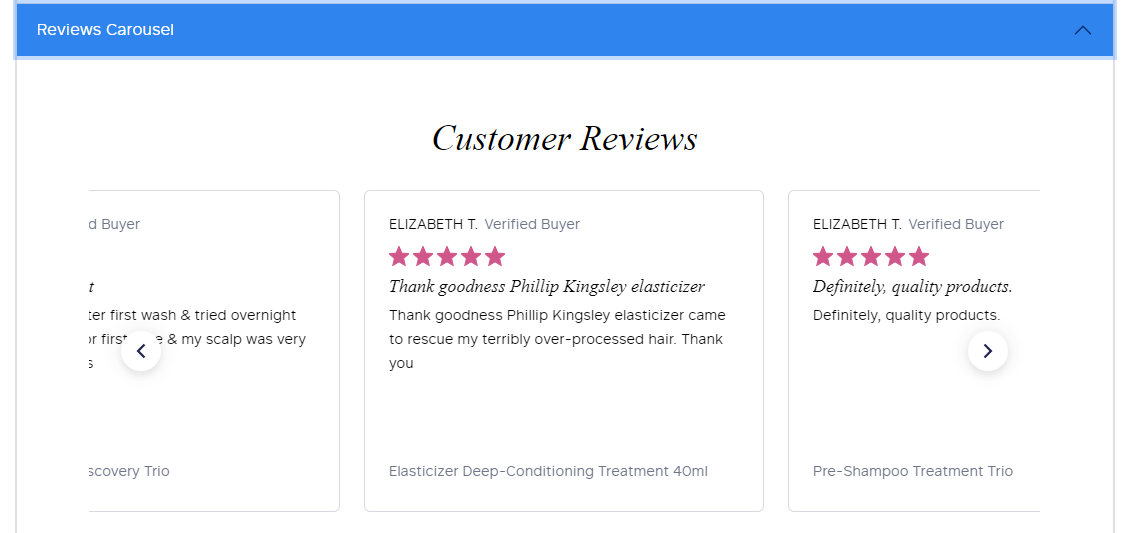 Reviews Carousel
Customer Reviews
d Buyer
t
ter first wash & tried overnight
or first & my scalp was very
s
scovery Trio
ELIZABETH T. Verified Buyer
Thank goodness Phillip Kingsley elasticizer
Thank goodness Phillip Kingsley elasticizer came
to rescue my terribly over-processed hair. Thank
you
Elasticizer Deep-Conditioning Treatment 40ml
ELIZABETH T. Verified Buyer
Definitely, quality products.
Definitely, quality products.
Pre-Shampoo Treatment Trio